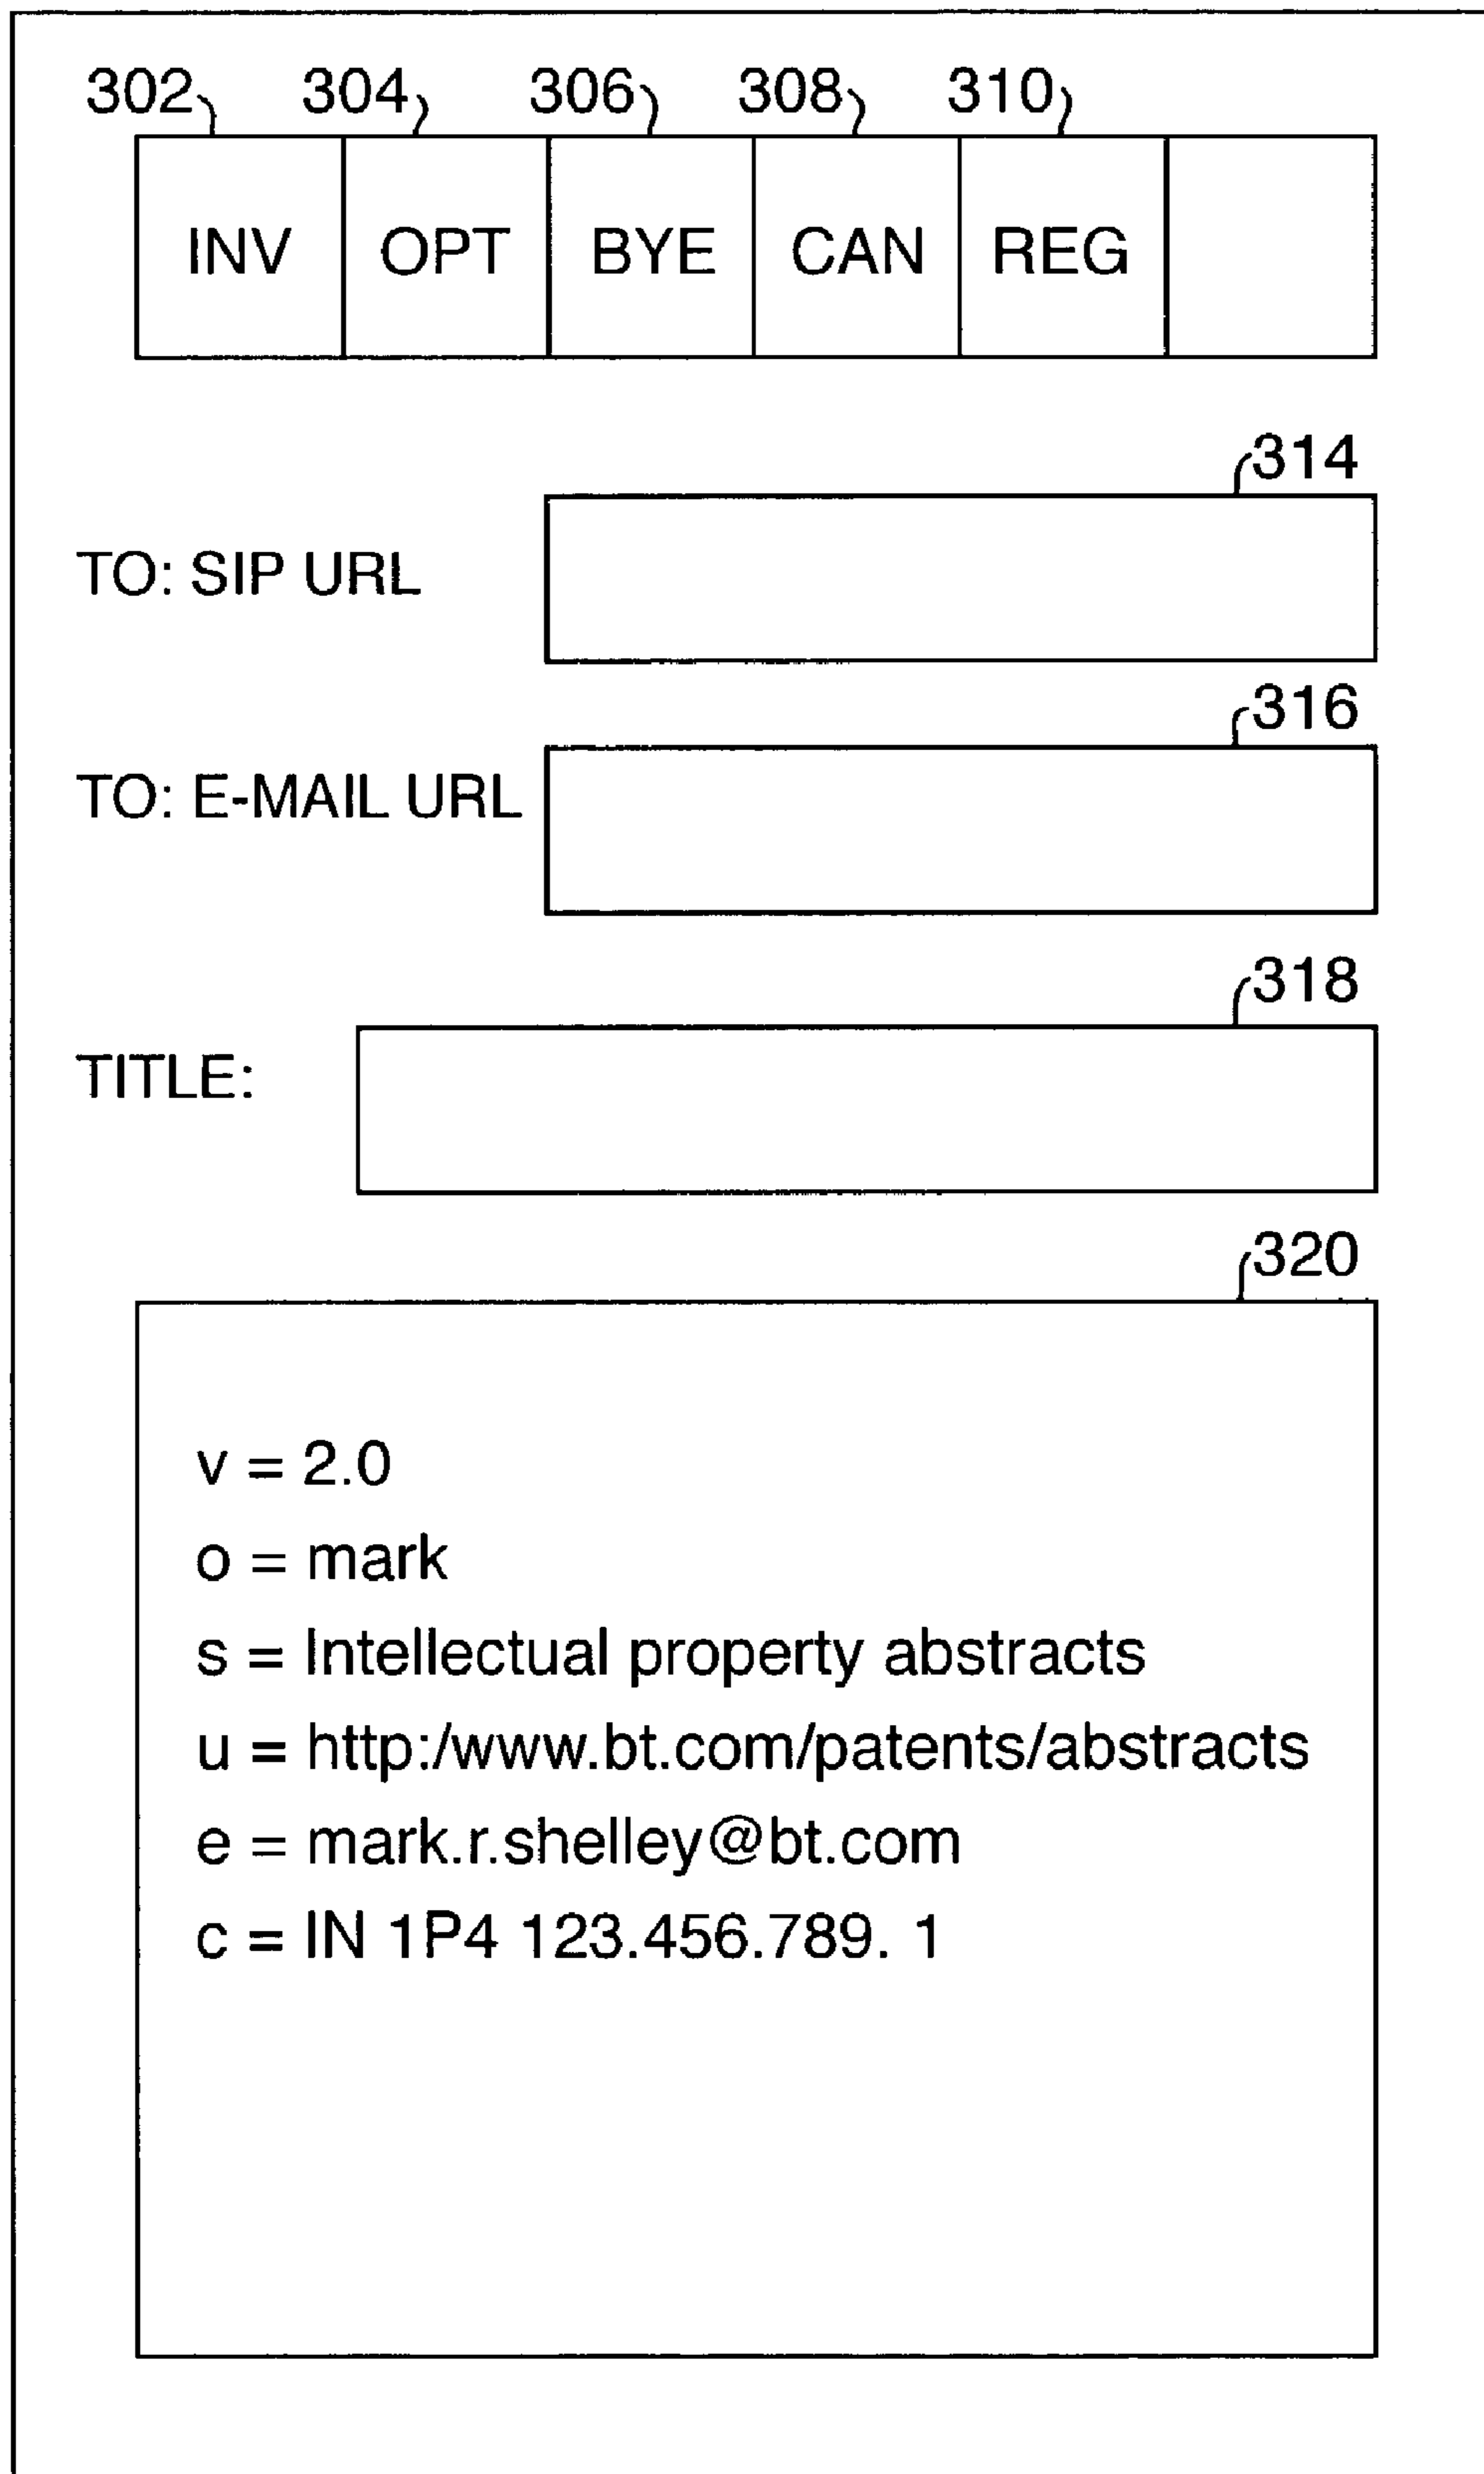 302 304 306 308 310
INV OPT BYE CAN REG
314
TO: SIP URL
316
TO: E-MAIL URL
318
TITLE:
320
v = 2.0
o = mark
s = Intellectual property abstracts
u = http:/www.bt.com/patents/abstracts
e = mark.r.shelley@bt.com
c = IN 1P4 123.456.789. 1